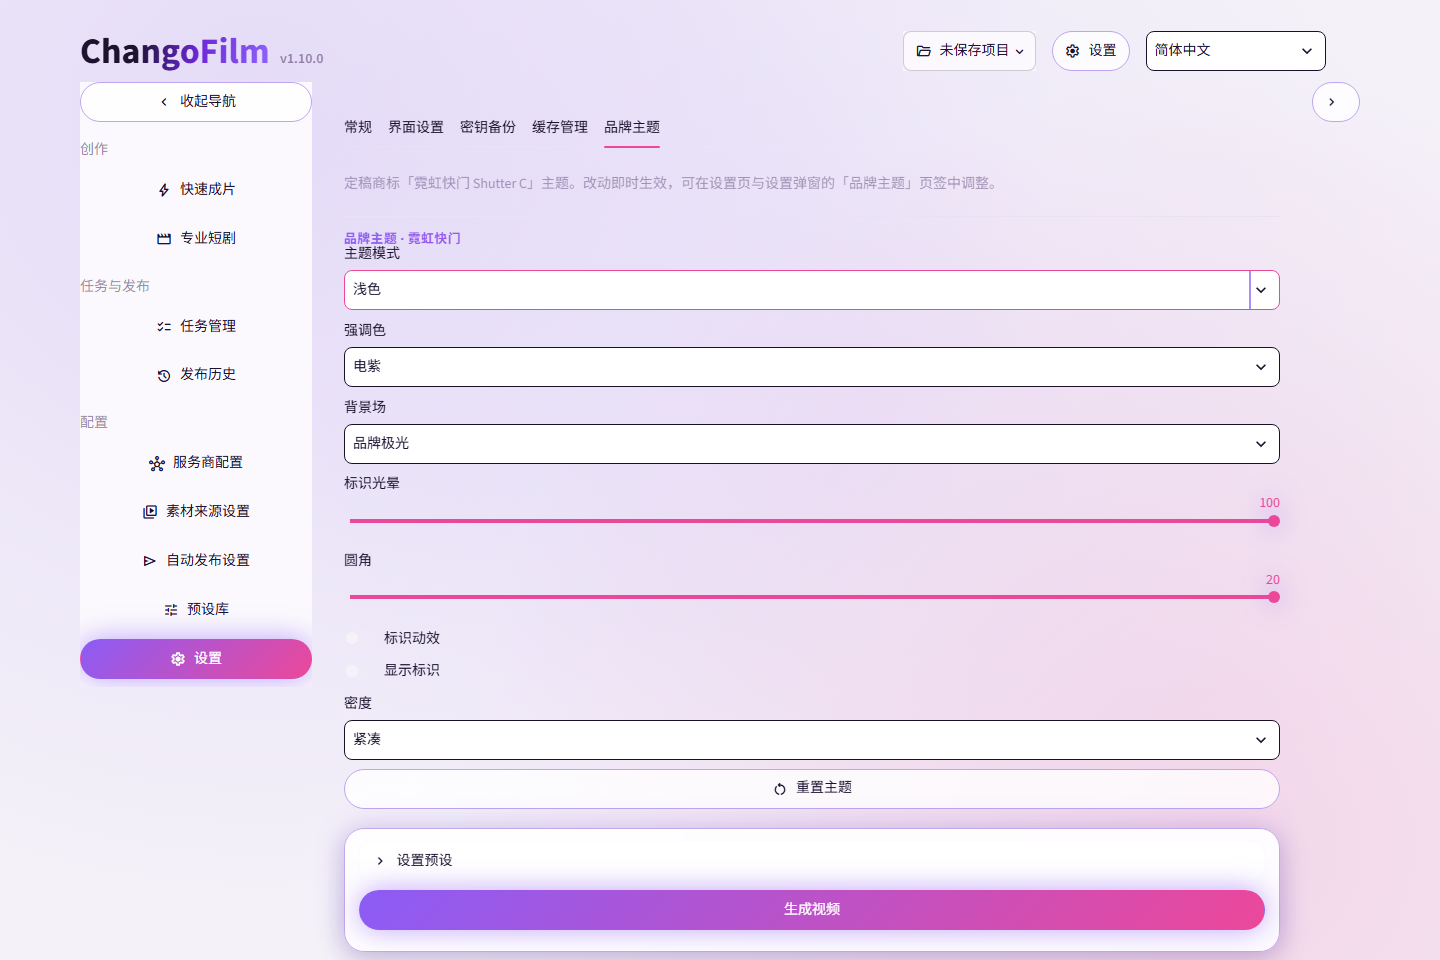 ChangoFilm v1.10.0
未保存项目
设置
简体中文
收起导航
创作
快速成片
专业短剧
任务与发布
任务管理
发布历史
配置
服务商配置
素材来源设置
自动发布设置
预设库
设置
常规 界面设置 密钥备份 缓存管理 品牌主题
定稿商标「霓虹快门 Shutter C」主题。改动即时生效，可在设置页与设置弹窗的「品牌主题」页签中调整。
品牌主题 · 霓虹快门
主题模式
浅色
强调色
电紫
背景场
品牌极光
标识光晕
100
圆角
20
标识动效
显示标识
密度
紧凑
重置主题
设置预设
生成视频